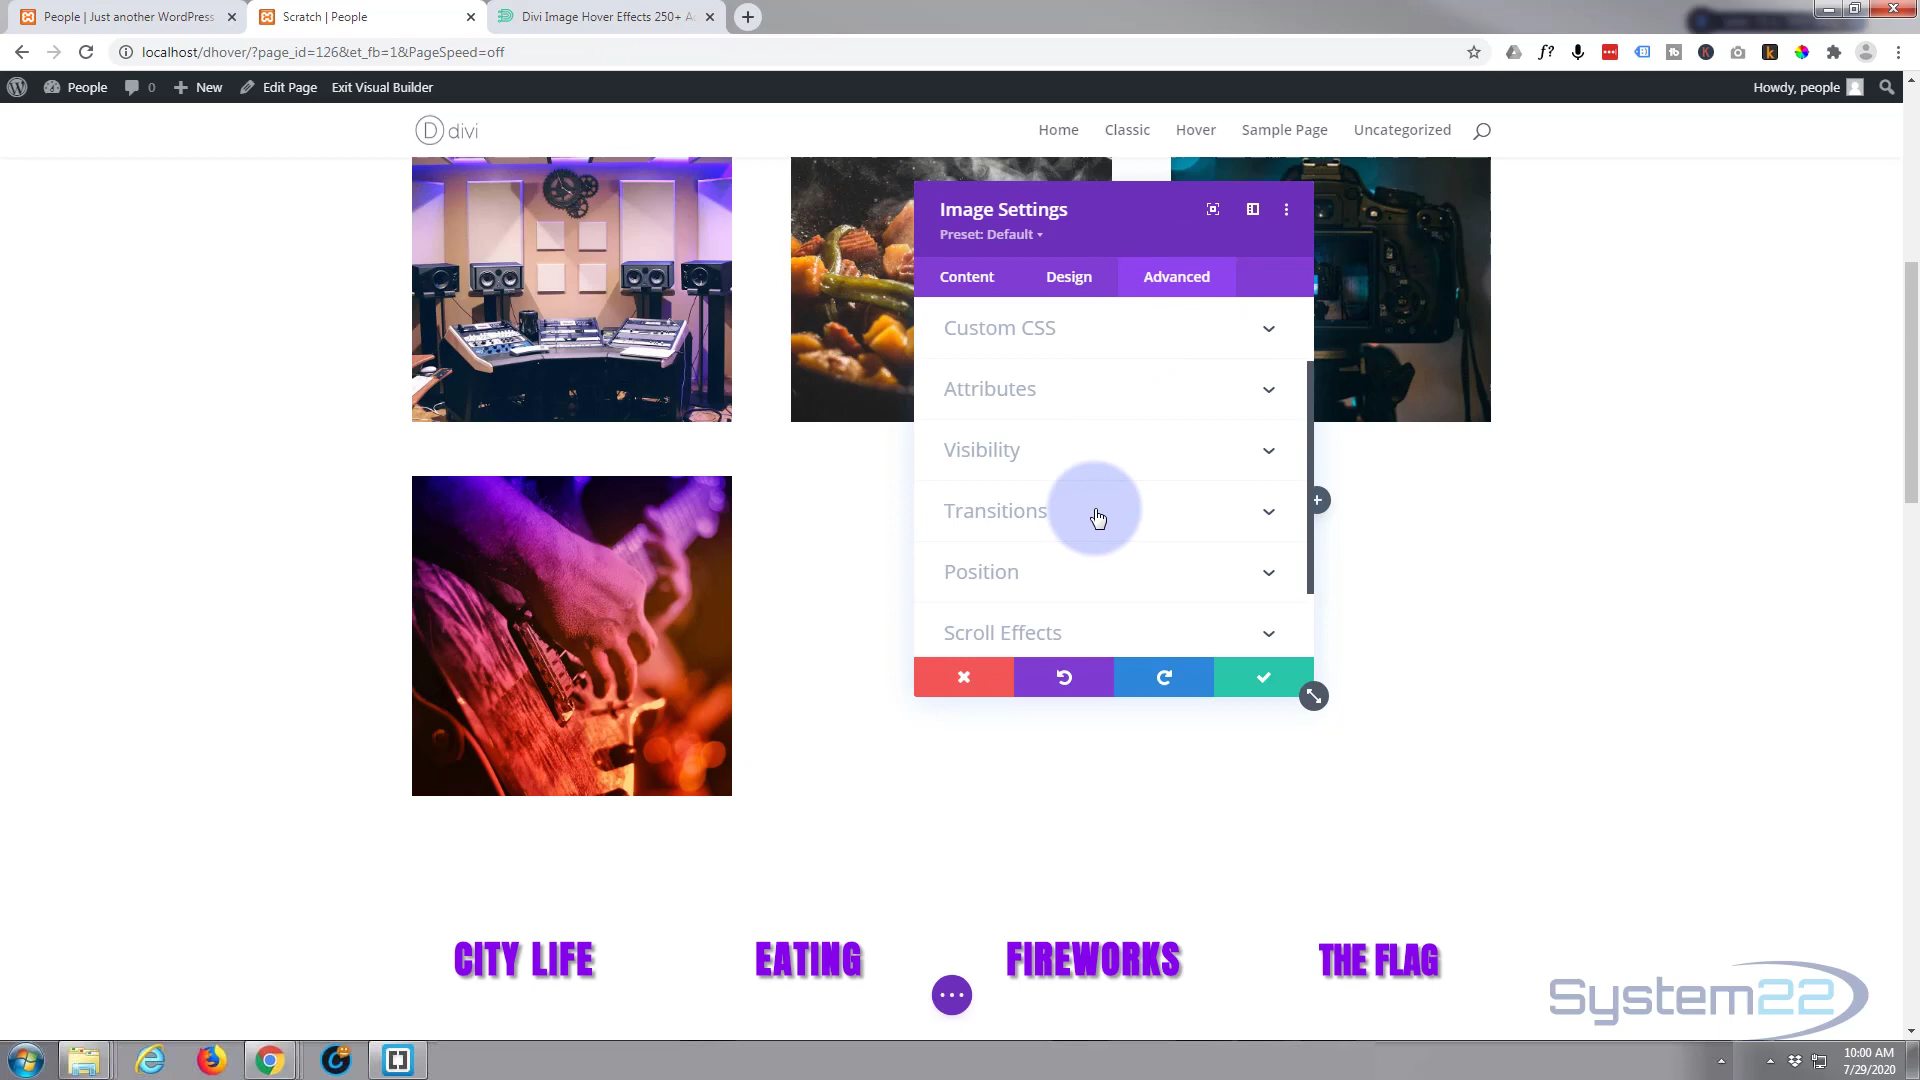 People | Just another WordPress
Scratch | People
Divi Image Hover Effects 250+ A
localhost/dhover/?page_id=126&et_fb=1&PageSpeed=off
People
0
New
Edit Page
Exit Visual Builder
Howdy, people
divi
Home
Classic
Hover
Sample Page
Uncategorized
Image Settings
Preset: Default
Content
Design
Advanced
Custom CSS
Attributes
Visibility
Transitions
Position
Scroll Effects
CITY LIFE
EATING
FIREWORKS
THE FLAG
System22
10:00 AM
7/29/2020